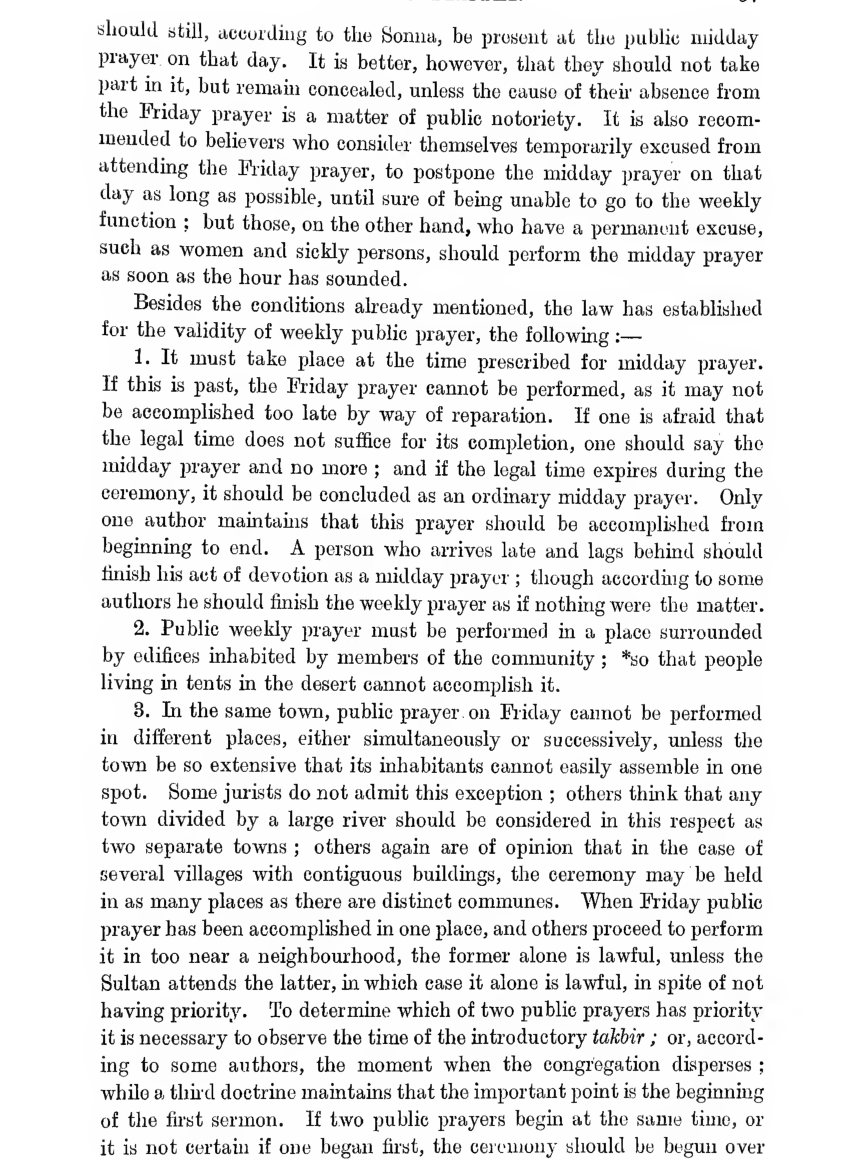 should still, according to the Sonna, be present at the public midday
prayer on that day. It is better, however, that they should not take
part in it, but remain concealed, unless the cause of their absence from
the Friday prayer is a matter of public notoriety. It is also recom-
mended to believers who consider themselves temporarily excused from
attending the Friday prayer, to postpone the midday prayer on that
day as long as possible, until sure of being unable to go to the weekly
function ; but those, on the other hand, who have a permanent excuse,
such as women and sickly persons, should perform the midday prayer
as soon as the hour has sounded.
Besides the conditions already mentioned, the law has established
for the validity of weekly public prayer, the following :—
1. It must take place at the time prescribed for midday prayer.
If this is past, the Friday prayer cannot be performed, as it may not
be accomplished too late by way of reparation. If one is afraid that
the legal time does not suffice for its completion, one should say the
midday prayer and no more ; and if the legal time expires during the
ceremony, it should be concluded as an ordinary midday prayer. Only
one author maintains that this prayer should be accomplished from
beginning to end. A person who arrives late and lags behind should
finish his act of devotion as a midday prayer ; though according to some
authors he should finish the weekly prayer as if nothing were the matter.
2. Public weekly prayer must be performed in a place surrounded
by edifices inhabited by members of the community ; *so that people
living in tents in the desert cannot accomplish it.
3. In the same town, public prayer on Friday cannot be performed
in different places, either simultaneously or successively, unless the
town be so extensive that its inhabitants cannot easily assemble in one
spot. Some jurists do not admit this exception ; others think that any
town divided by a large river should be considered in this respect as
two separate towns ; others again are of opinion that in the case of
several villages with contiguous buildings, the ceremony may be held
in as many places as there are distinct communes. When Friday public
prayer has been accomplished in one place, and others proceed to perform
it in too near a neighbourhood, the former alone is lawful, unless the
Sultan attends the latter, in which case it alone is lawful, in spite of not
having priority. To determine which of two public prayers has priority
it is necessary to observe the time of the introductory takbir ; or, accord-
ing to some authors, the moment when the congregation disperses ;
while a third doctrine maintains that the important point is the beginning
of the first sermon. If two public prayers begin at the same time, or
it is not certain if one began first, the ceremony should be begun over